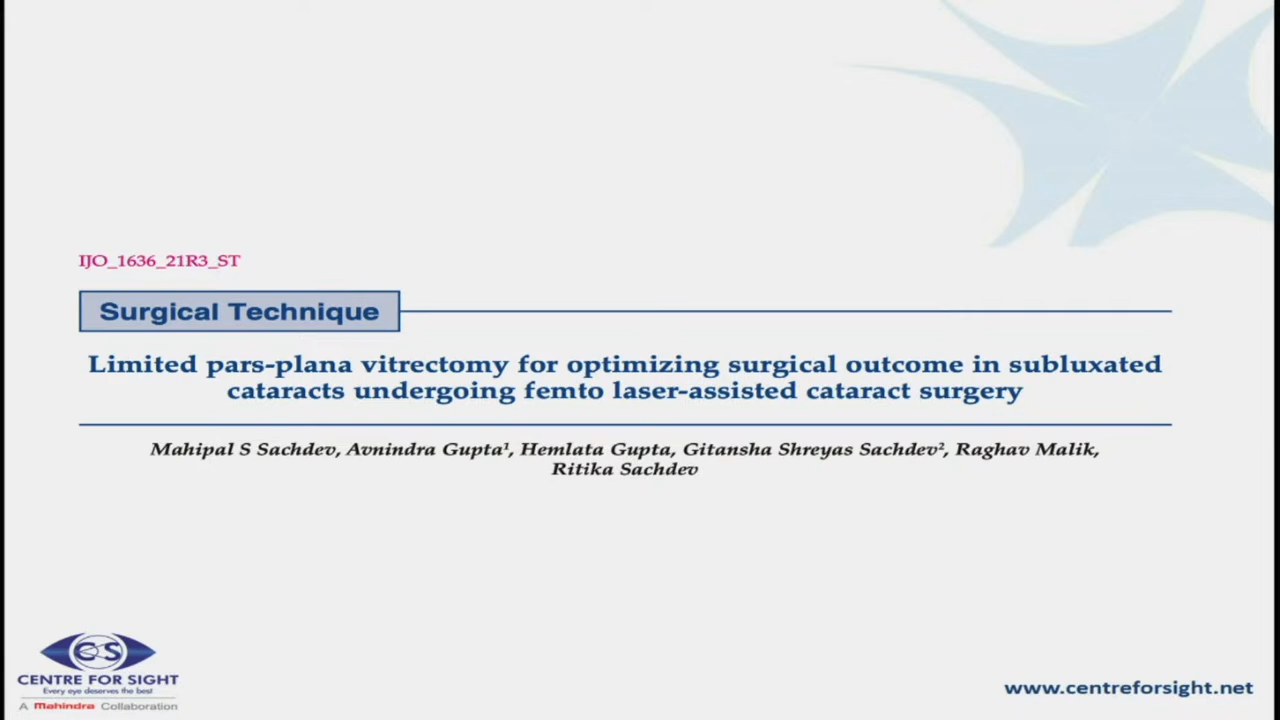 IJO_1636_21R3_ST
Surgical Technique
Limited pars-plana vitrectomy for optimizing surgical outcome in subluxated
cataracts undergoing femto laser-assisted cataract surgery
Mahipal S Sachdev, Avnindra Gupta¹, Hemlata Gupta, Gitansha Shreyas Sachdev², Raghav Malik,
Ritika Sachdev
CS
CENTRE FOR SIGHT
Every eye deserves the best
A Mahindra Collaboration
www.centreforsight.net